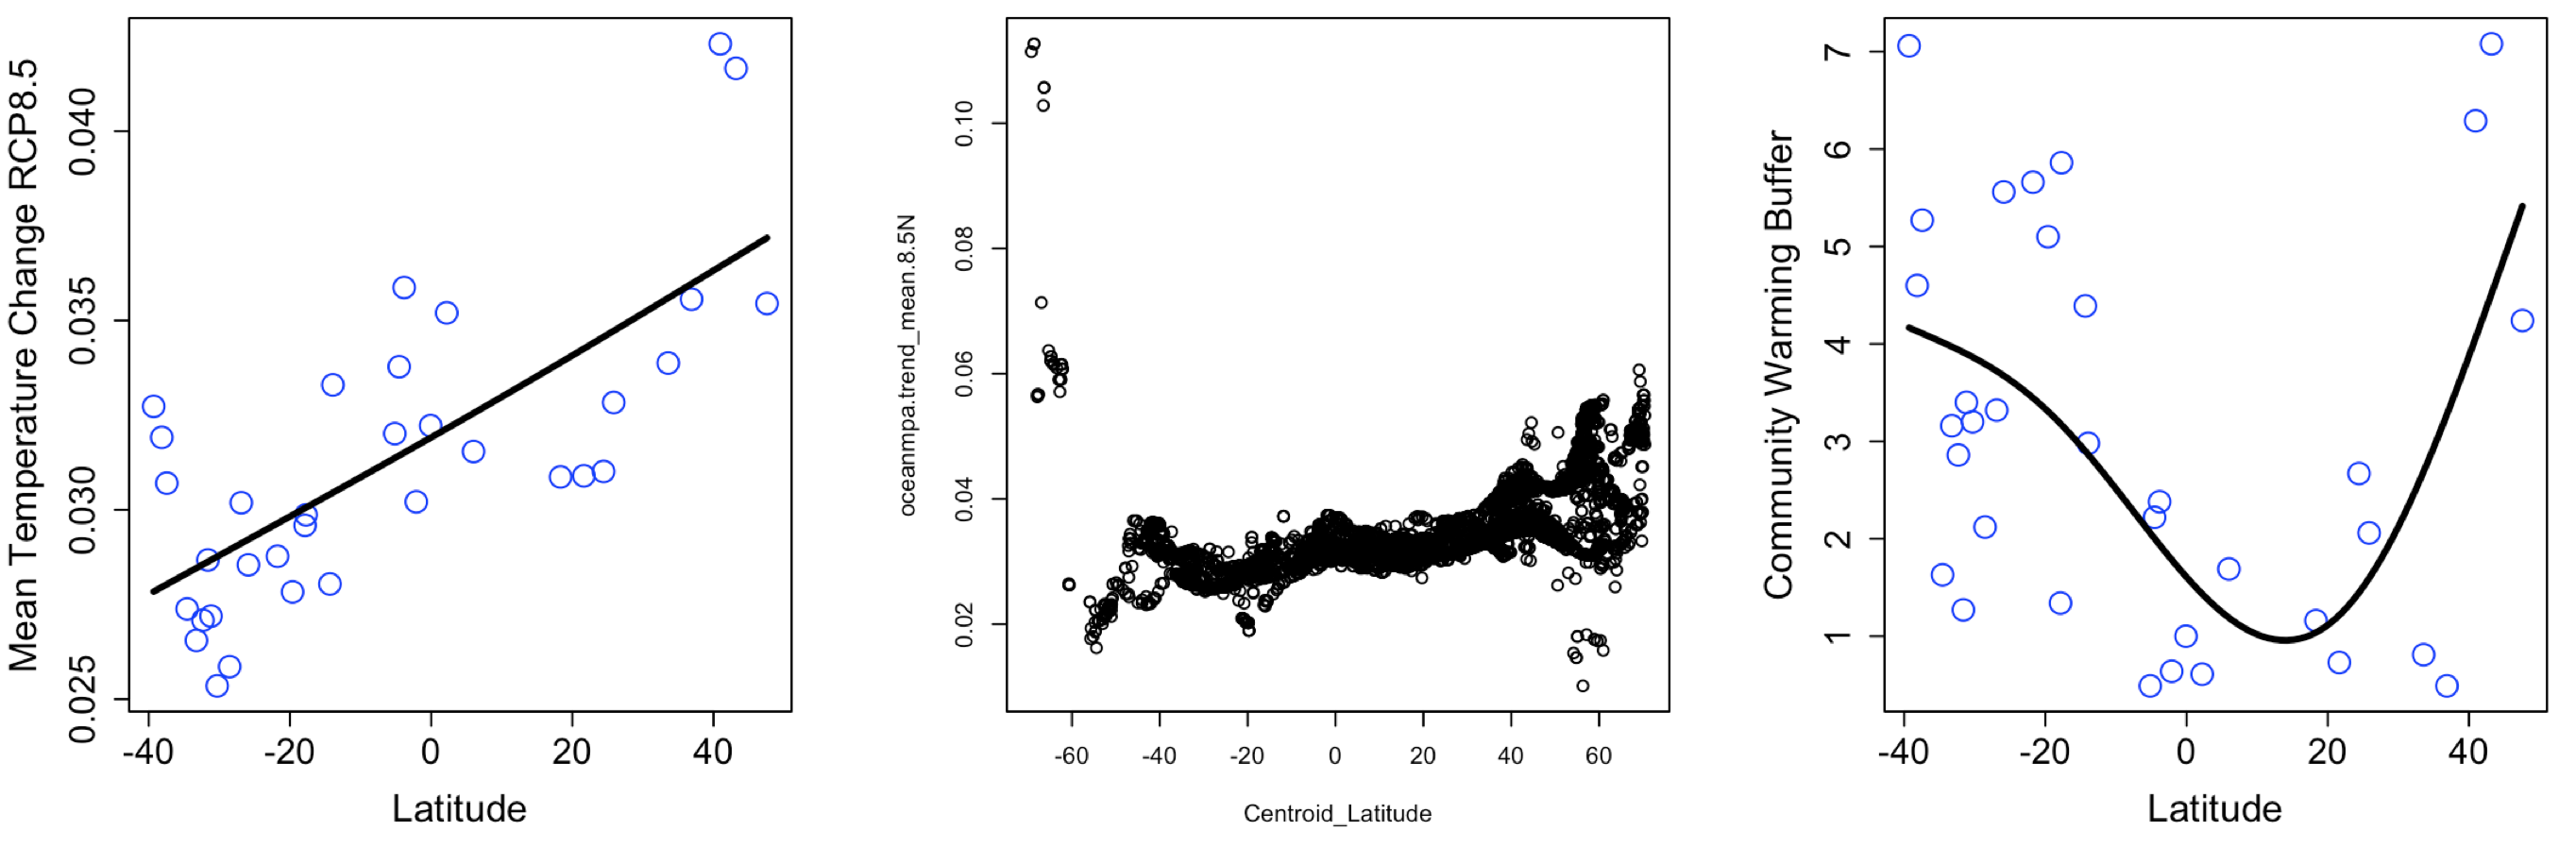 Mean Temperature Change RCP8.5
0.040
0.035
0.030
0.025
-40 -20 0 20 40
Latitude
oceanmpa.trend_mean.8.5N
0.10
0.08
0.06
0.04
0.02
-60 -40 -20 0 20 40 60
Centroid_Latitude
Community Warming Buffer
7
6
5
4
3
2
1
-40 -20 0 20 40
Latitude